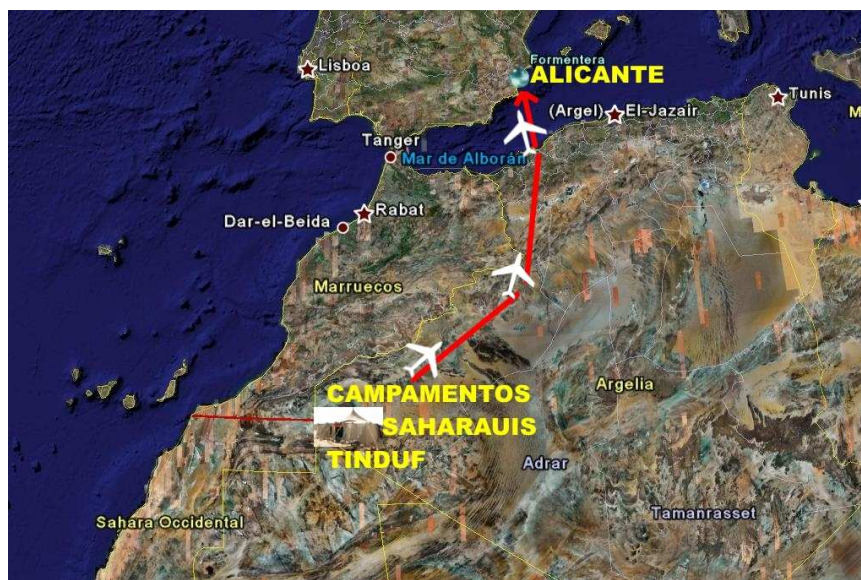 Formentera
ALICANTE
Lisboa
Tunis
(Argel) El-Jazair
M
Tanger
Mar de Alborán
Rabat
Dar-el-Beida
Marruecos
Argelia
CAMPAMENTOS
SAHARAUIS
TINDUF
Adrar
Tamanrasset
Sahara Occidental